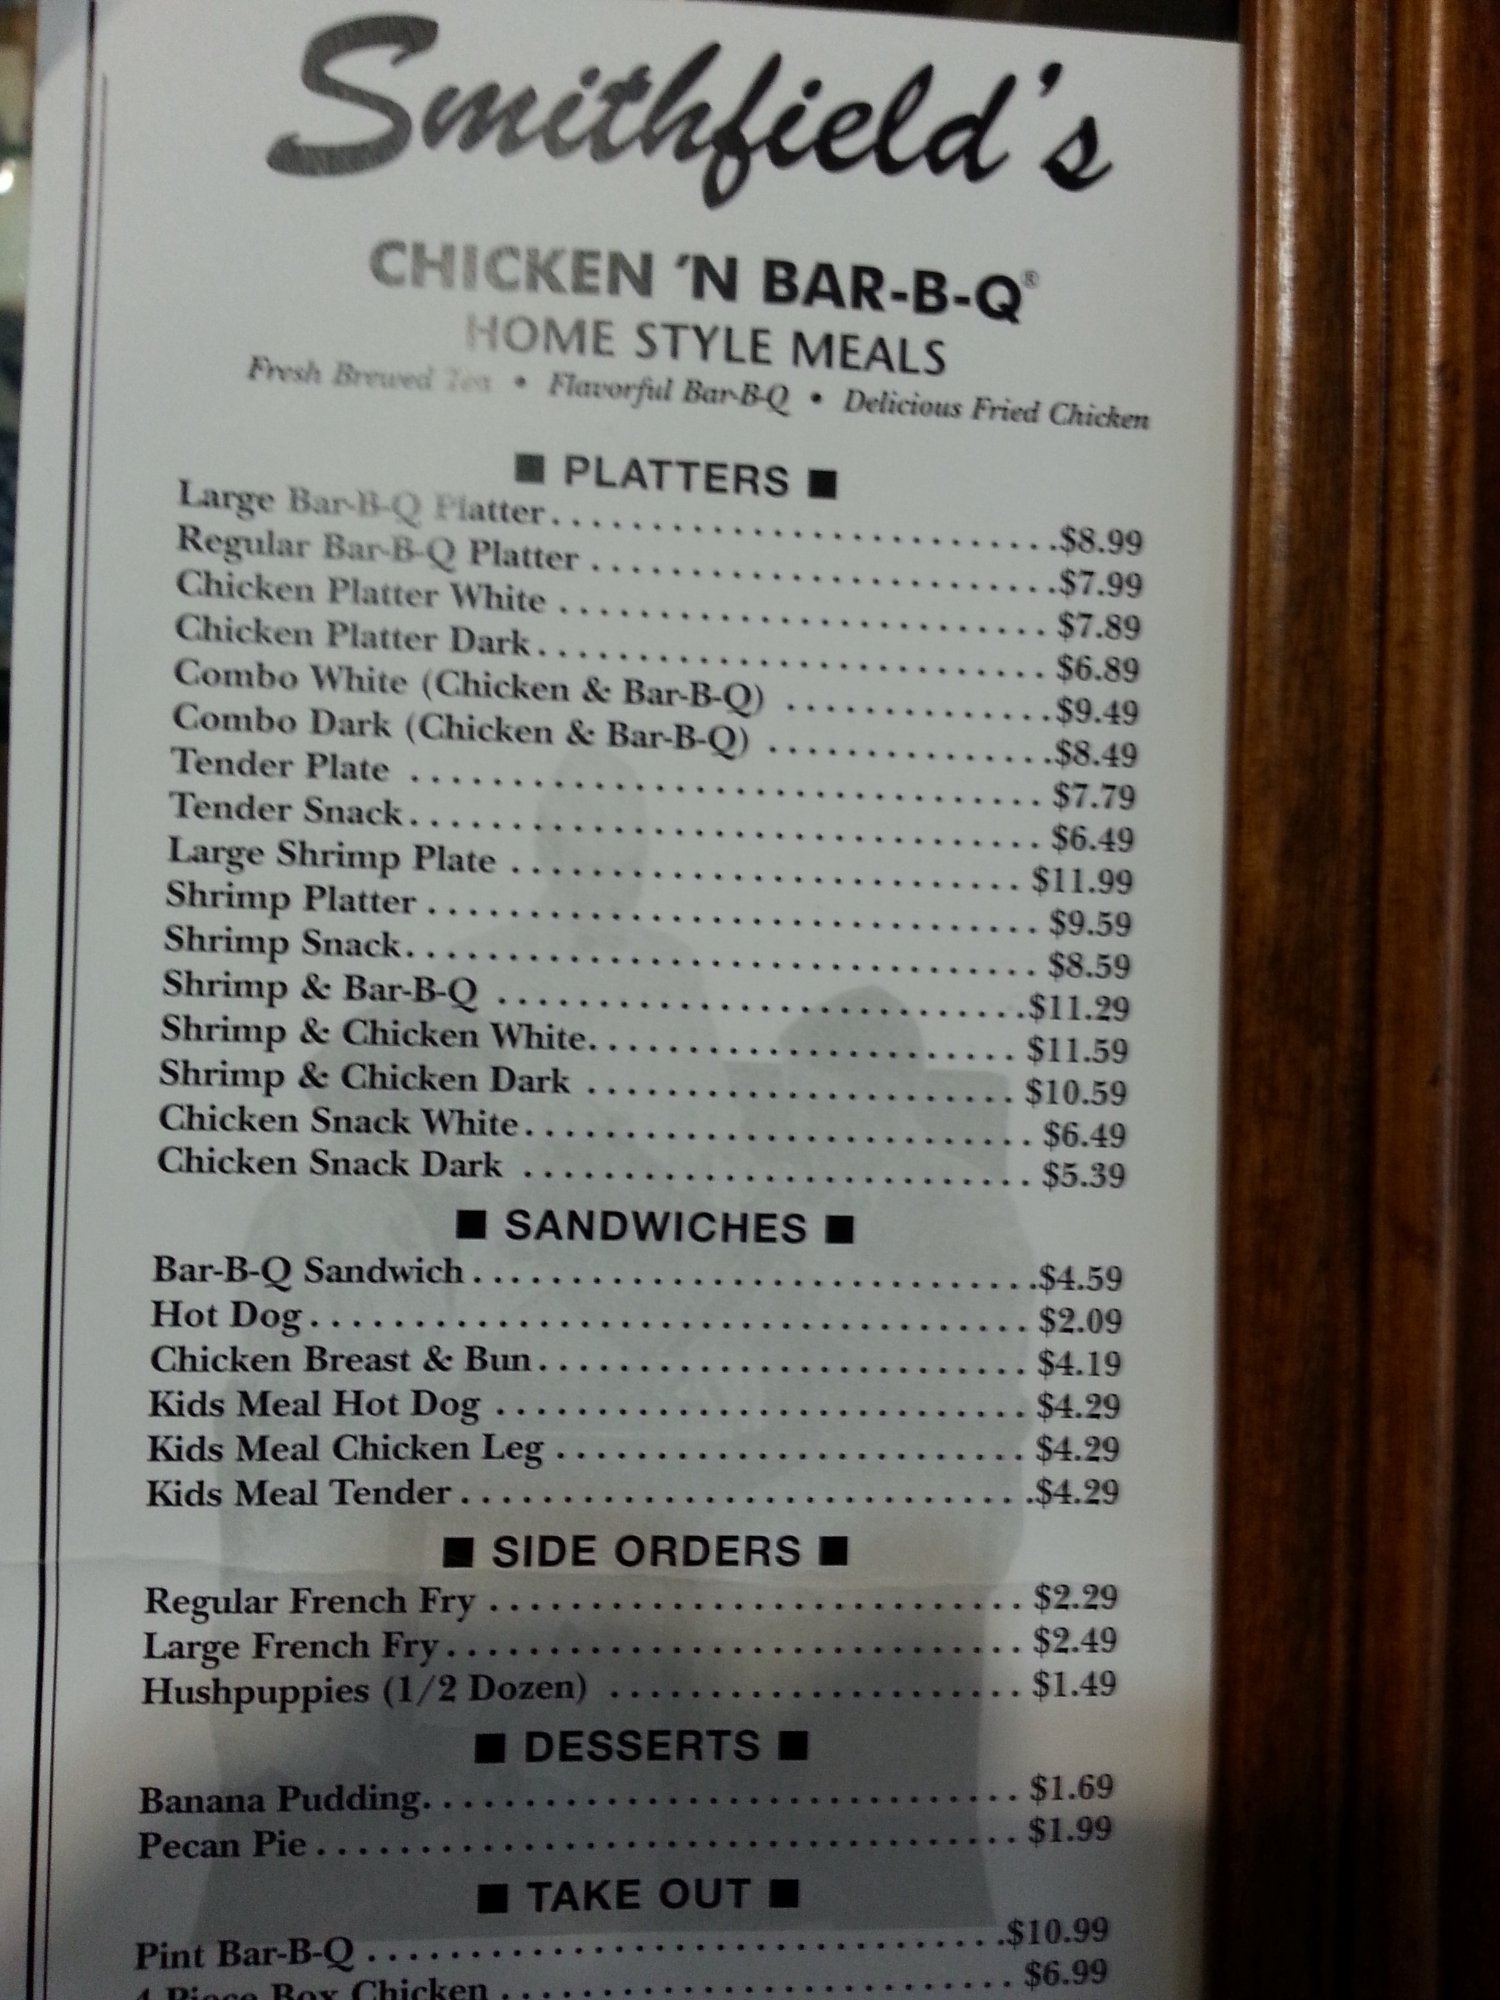 Smithfield's
CHICKEN 'N BAR-B-Q®
HOME STYLE MEALS
Fresh Brewed Tea • Flavorful Bar-B-Q • Delicious Fried Chicken
■ PLATTERS ■
Large Bar-B-Q Platter. . . . . . . . . . . . . . . . . . . . . . . . . .$8.99
Regular Bar-B-Q Platter . . . . . . . . . . . . . . . . . . . . . . . .$7.99
Chicken Platter White . . . . . . . . . . . . . . . . . . . . . . . . . $7.89
Chicken Platter Dark. . . . . . . . . . . . . . . . . . . . . . . . . . $6.89
Combo White (Chicken & Bar-B-Q) . . . . . . . . . . . . . .$9.49
Combo Dark (Chicken & Bar-B-Q) . . . . . . . . . . . . . . .$8.49
Tender Plate . . . . . . . . . . . . . . . . . . . . . . . . . . . . . . . . $7.79
Tender Snack. . . . . . . . . . . . . . . . . . . . . . . . . . . . . . . . $6.49
Large Shrimp Plate . . . . . . . . . . . . . . . . . . . . . . . . . . $11.99
Shrimp Platter . . . . . . . . . . . . . . . . . . . . . . . . . . . . . . . $9.59
Shrimp Snack. . . . . . . . . . . . . . . . . . . . . . . . . . . . . . . . $8.59
Shrimp & Bar-B-Q . . . . . . . . . . . . . . . . . . . . . . . . . . .$11.29
Shrimp & Chicken White. . . . . . . . . . . . . . . . . . . . . . $11.59
Shrimp & Chicken Dark . . . . . . . . . . . . . . . . . . . . . . $10.59
Chicken Snack White. . . . . . . . . . . . . . . . . . . . . . . . . . $6.49
Chicken Snack Dark . . . . . . . . . . . . . . . . . . . . . . . . . . $5.39
■ SANDWICHES ■
Bar-B-Q Sandwich . . . . . . . . . . . . . . . . . . . . . . . . . . . . .$4.59
Hot Dog. . . . . . . . . . . . . . . . . . . . . . . . . . . . . . . . . . . . $2.09
Chicken Breast & Bun. . . . . . . . . . . . . . . . . . . . . . . . . $4.19
Kids Meal Hot Dog . . . . . . . . . . . . . . . . . . . . . . . . . . . $4.29
Kids Meal Chicken Leg . . . . . . . . . . . . . . . . . . . . . . . . $4.29
Kids Meal Tender . . . . . . . . . . . . . . . . . . . . . . . . . . . . .$4.29
■ SIDE ORDERS ■
Regular French Fry . . . . . . . . . . . . . . . . . . . . . . . . . . . $2.29
Large French Fry. . . . . . . . . . . . . . . . . . . . . . . . . . . . . $2.49
Hushpuppies (1/2 Dozen) . . . . . . . . . . . . . . . . . . . . . $1.49
■ DESSERTS ■
Banana Pudding. . . . . . . . . . . . . . . . . . . . . . . . . . . . . . $1.69
Pecan Pie . . . . . . . . . . . . . . . . . . . . . . . . . . . . . . . . . . . $1.99
■ TAKE OUT ■
Pint Bar-B-Q . . . . . . . . . . . . . . . . . . . . . . . . . . . . . . . .$10.99
4 Piece Box Chicken . . . . . . . . . . . . . . . . . . . . . . . . . . $6.99